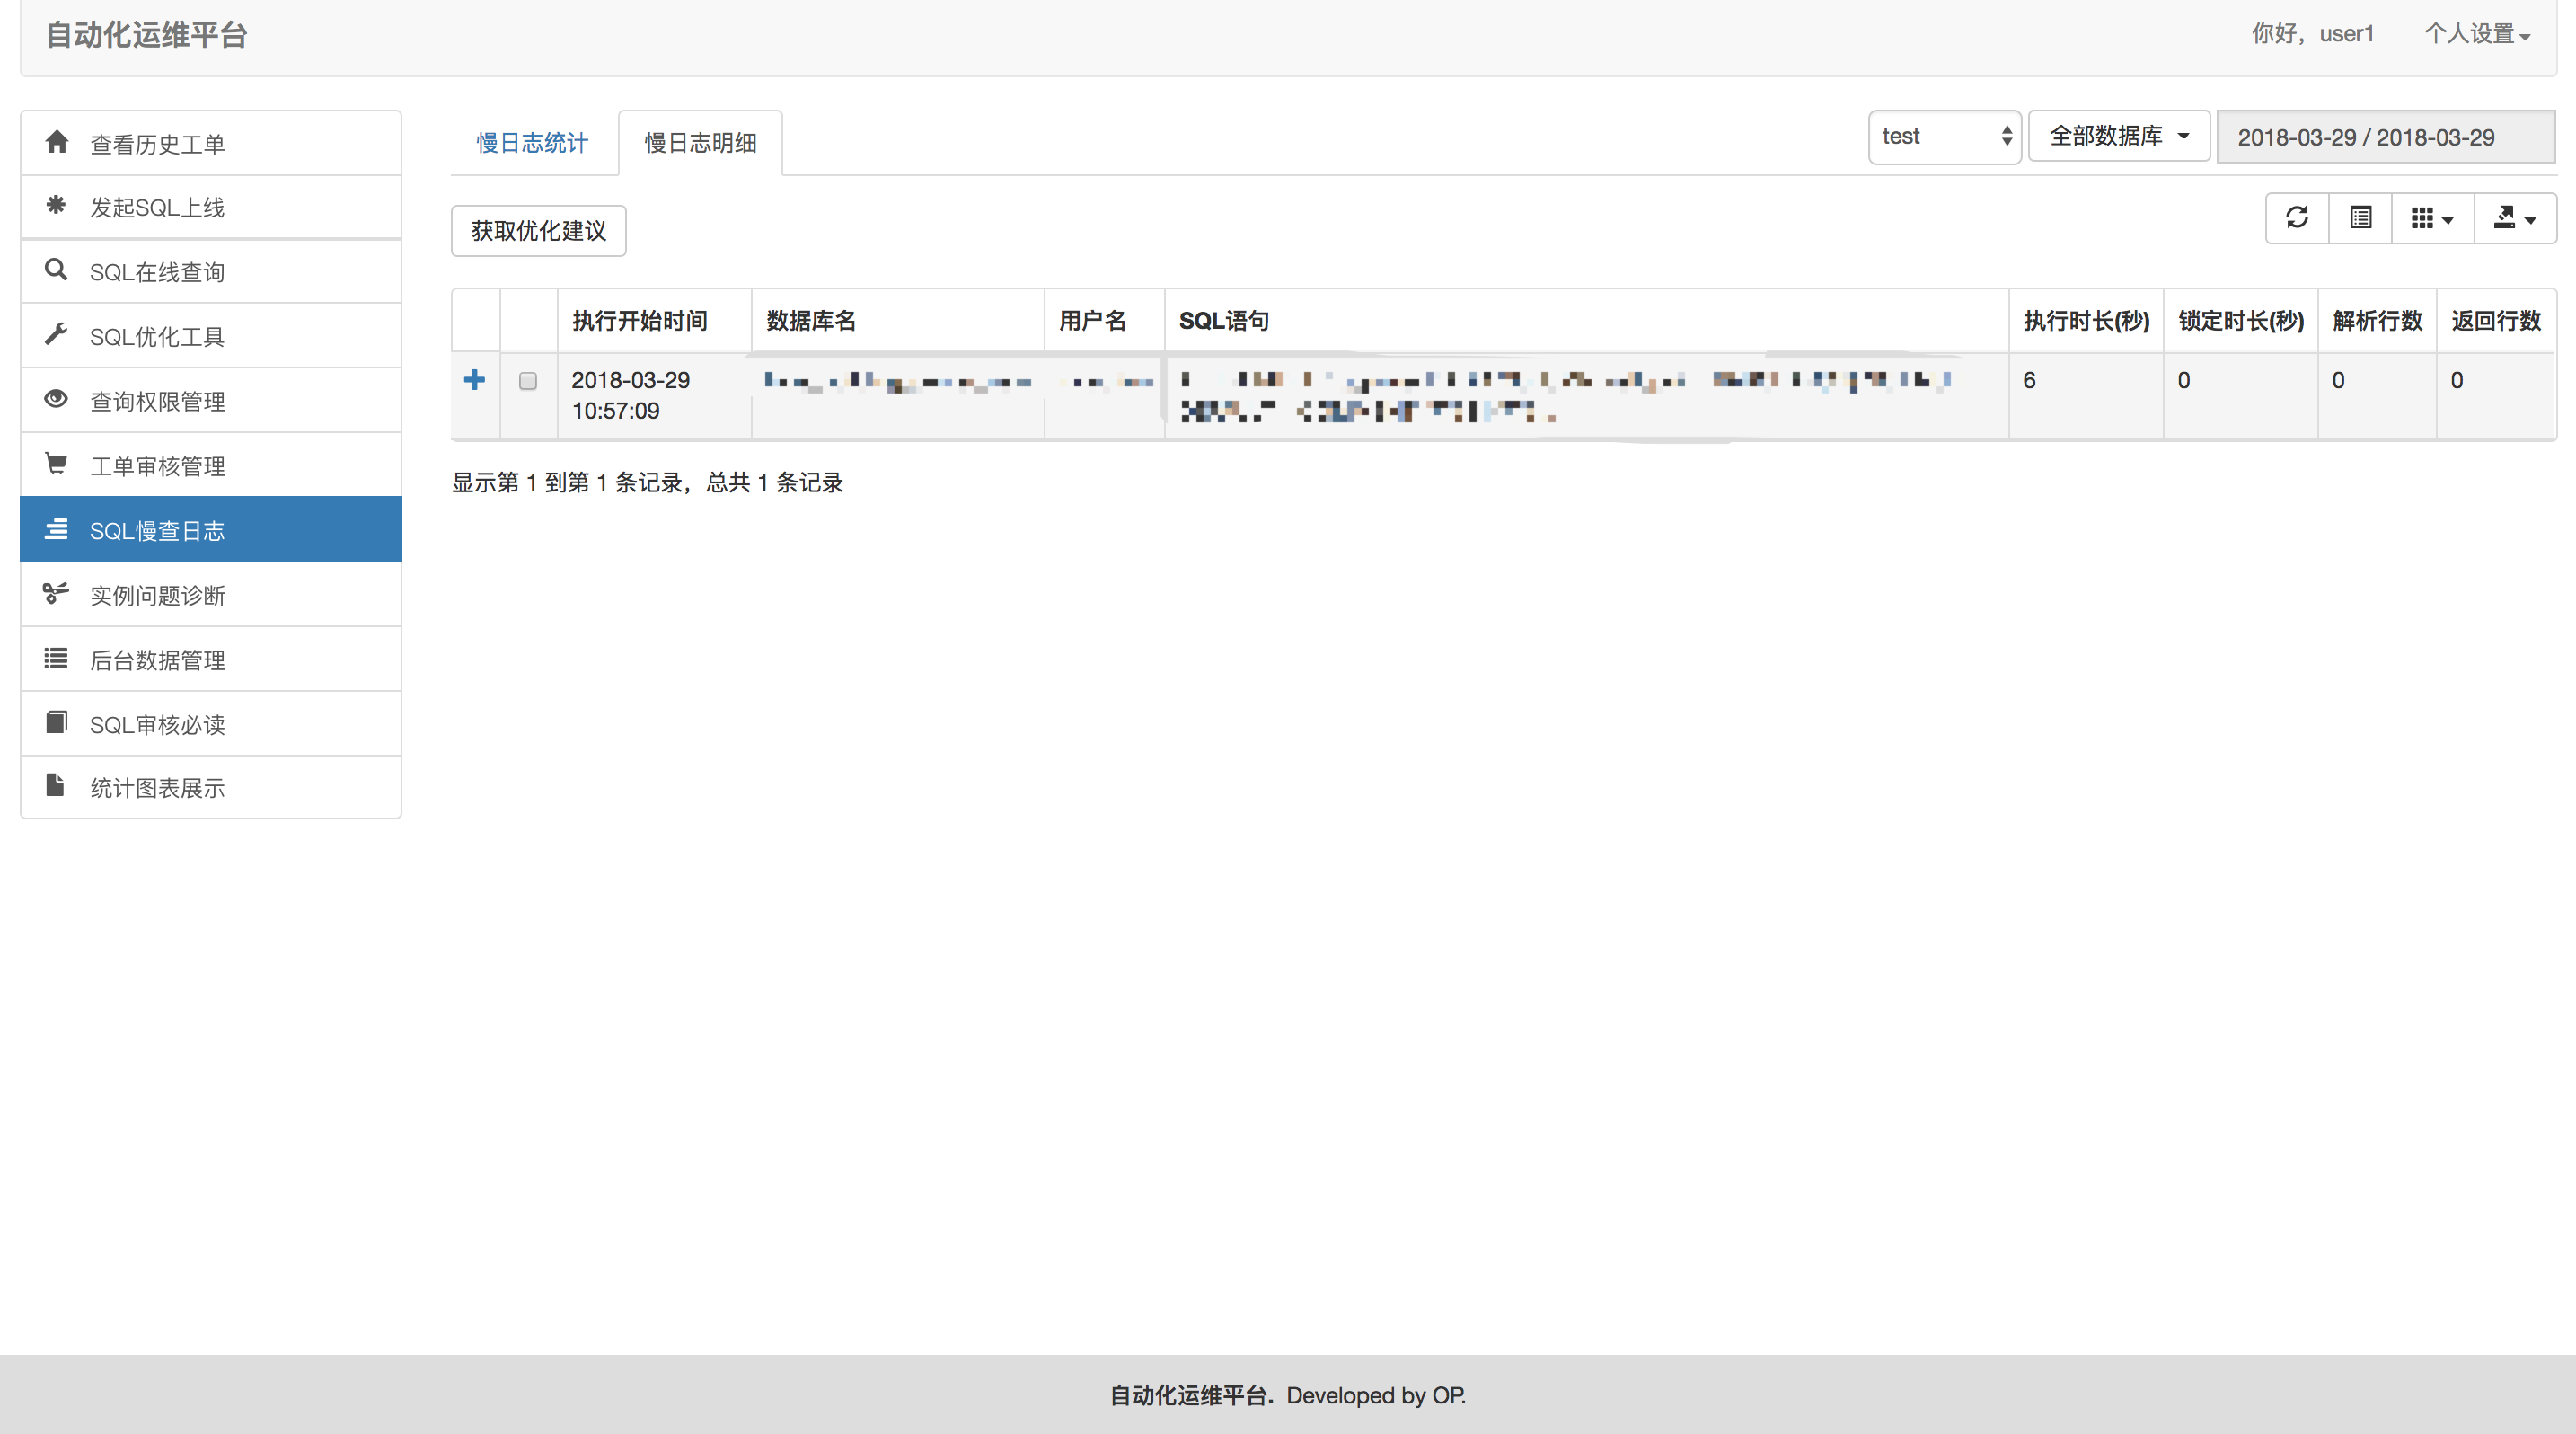 自动化运维平台
你好，user1 个人设置
查看历史工单
发起SQL上线
SQL在线查询
SQL优化工具
查询权限管理
工单审核管理
SQL慢查日志
实例问题诊断
后台数据管理
SQL审核必读
统计图表展示
慢日志统计 慢日志明细 test 全部数据库 2018-03-29 / 2018-03-29
获取优化建议
执行开始时间 数据库名 用户名 SQL语句 执行时长(秒) 锁定时长(秒) 解析行数 返回行数
2018-03-29 6 0 0 0
10:57:09
显示第 1 到第 1 条记录，总共 1 条记录
自动化运维平台. Developed by OP.